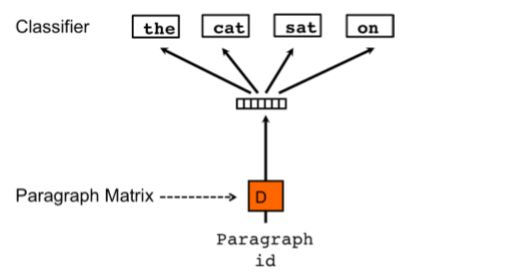 Classifier the cat sat on
Paragraph Matrix D
Paragraph
id